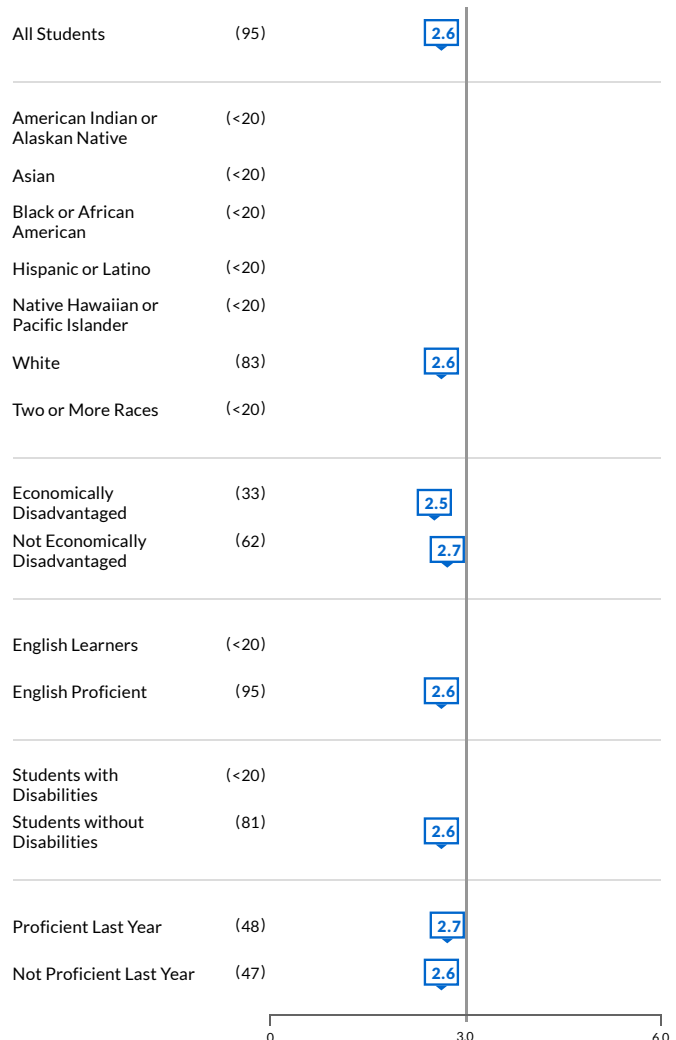 All Students (95) 2.6
American Indian or (<20)
Alaskan Native
Asian (<20)
Black or African (<20)
American
Hispanic or Latino (<20)
Native Hawaiian or (<20)
Pacific Islander
White (83) 2.6
Two or More Races (<20)
Economically (33) 2.5
Disadvantaged
Not Economically (62) 2.7
Disadvantaged
English Learners (<20)
English Proficient (95) 2.6
Students with (<20)
Disabilities
Students without (81) 2.6
Disabilities
Proficient Last Year (48) 2.7
Not Proficient Last Year (47) 2.6
0 3.0 6.0